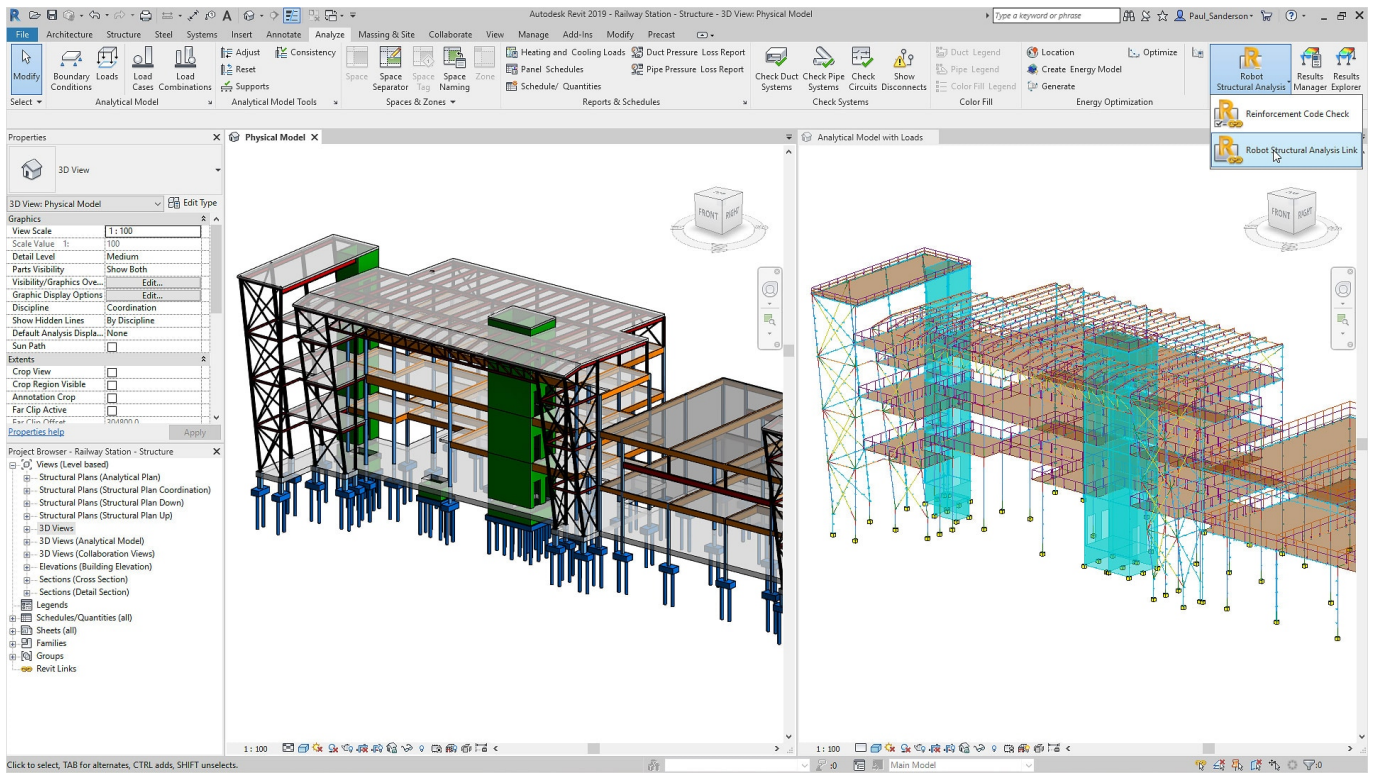 Autodesk Revit 2019 - Railway Station - Structure - 3D View: Physical Model
Type a keyword or phrase
Paul_Sanderson
File Architecture Structure Steel Systems Insert Annotate Analyze Massing & Site Collaborate View Manage Add-Ins Modify Precast
Modify
Boundary Conditions
Loads
Load Cases
Load Combinations
Adjust
Reset
Supports
Consistency
Space
Space Separator
Space Tag
Space Naming
Zone
Heating and Cooling Loads
Panel Schedules
Schedule/ Quantities
Duct Pressure Loss Report
Pipe Pressure Loss Report
Check Duct Systems
Check Pipe Systems
Check Circuits
Show Disconnects
Duct Legend
Pipe Legend
Color Fill Legend
Location
Create Energy Model
Generate
Optimize
Robot Structural Analysis
Results Manager
Results Explorer
Select
Analytical Model
Analytical Model Tools
Spaces & Zones
Reports & Schedules
Check Systems
Color Fill
Energy Optimization
Reinforcement Code Check
Robot Structural Analysis Link
Properties
3D View
3D View: Physical Model
Edit Type
Graphics
View Scale 1 : 100
Scale Value 1: 100
Detail Level Medium
Parts Visibility Show Both
Visibility/Graphics Ove... Edit...
Graphic Display Options Edit...
Discipline Coordination
Show Hidden Lines By Discipline
Default Analysis Displa... None
Sun Path
Extents
Crop View
Crop Region Visible
Annotation Crop
Far Clip Active
Far Clip Offset 304800.0
Properties help
Apply
Project Browser - Railway Station - Structure
Views (Level based)
Structural Plans (Analytical Plan)
Structural Plans (Structural Plan Coordination)
Structural Plans (Structural Plan Down)
Structural Plans (Structural Plan Up)
3D Views
3D Views (Analytical Model)
3D Views (Collaboration Views)
Elevations (Building Elevation)
Sections (Cross Section)
Sections (Detail Section)
Legends
Schedules/Quantities (all)
Sheets (all)
Families
Groups
Revit Links
Physical Model
FRONT RIGHT
1 : 100
Analytical Model with Loads
FRONT RIGHT
1 : 100
Click to select, TAB for alternates, CTRL adds, SHIFT unselects.
:0
Main Model
:0